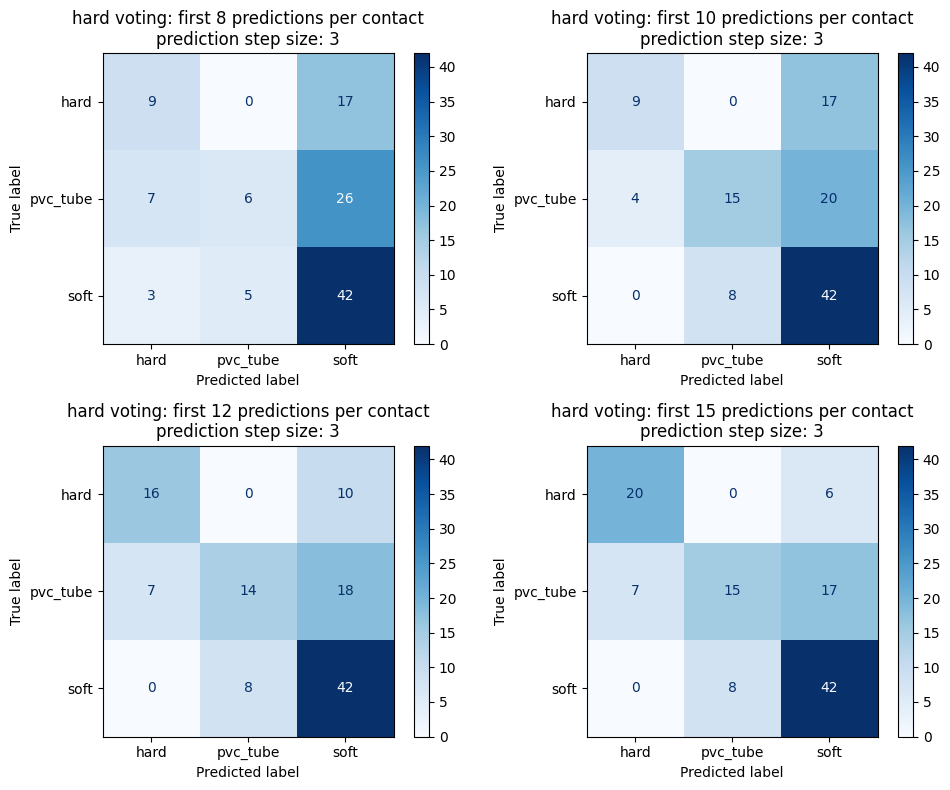 hard voting: first 8 predictions per contact
prediction step size: 3
True label
hard
pvc_tube
soft
9 0 17
7 6 26
3 5 42
hard pvc_tube soft
Predicted label
40
35
30
25
20
15
10
5
0
hard voting: first 10 predictions per contact
prediction step size: 3
True label
hard
pvc_tube
soft
9 0 17
4 15 20
0 8 42
hard pvc_tube soft
Predicted label
40
35
30
25
20
15
10
5
0
hard voting: first 12 predictions per contact
prediction step size: 3
True label
hard
pvc_tube
soft
16 0 10
7 14 18
0 8 42
hard pvc_tube soft
Predicted label
40
35
30
25
20
15
10
5
0
hard voting: first 15 predictions per contact
prediction step size: 3
True label
hard
pvc_tube
soft
20 0 6
7 15 17
0 8 42
hard pvc_tube soft
Predicted label
40
35
30
25
20
15
10
5
0